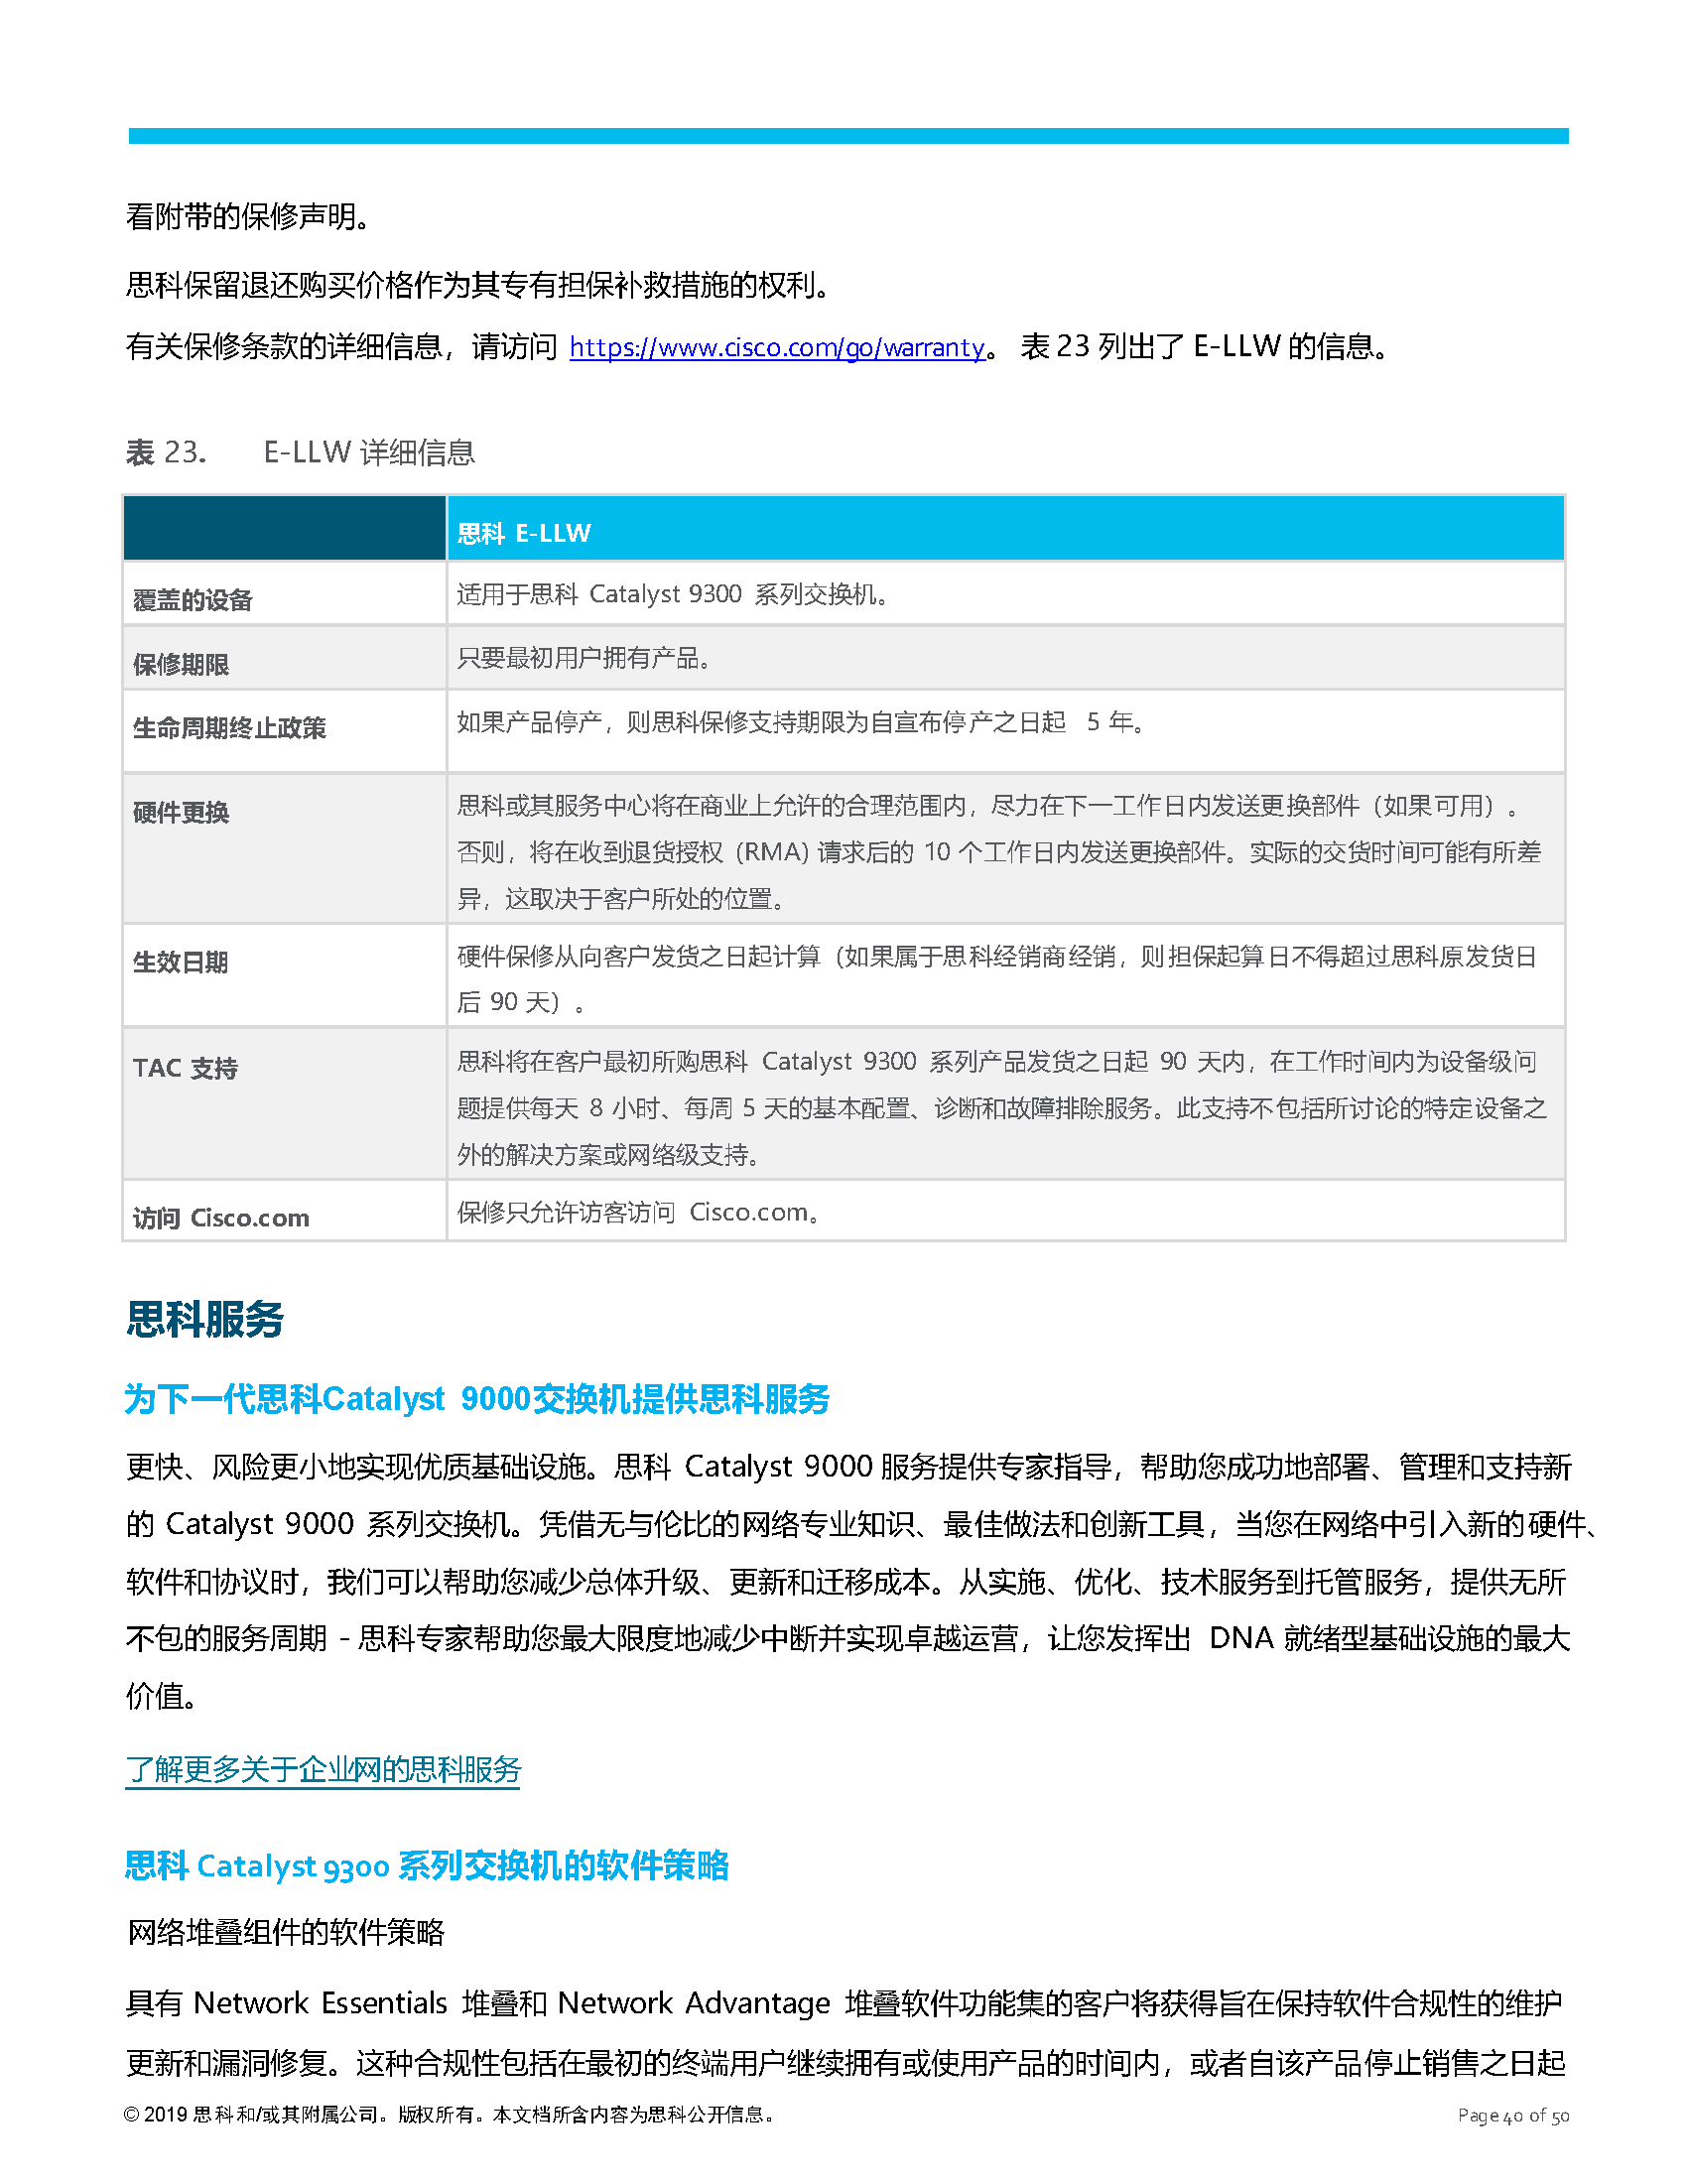 看附带的保修声明。
思科保留退还购买价格作为其专有担保补救措施的权利。
有关保修条款的详细信息，请访问 https://www.cisco.com/go/warranty。 表 23 列出了 E-LLW 的信息。
表 23. E-LLW 详细信息
思科 E-LLW
覆盖的设备 适用于思科 Catalyst 9300 系列交换机。
保修期限 只要最初用户拥有产品。
生命周期终止政策 如果产品停产，则思科保修支持期限为自宣布停产之日起 5 年。
硬件更换 思科或其服务中心将在商业上允许的合理范围内，尽力在下一工作日内发送更换部件（如果可用）。
否则，将在收到退货授权 (RMA) 请求后的 10 个工作日内发送更换部件。实际的交货时间可能有所差
异，这取决于客户所处的位置。
生效日期 硬件保修从向客户发货之日起计算（如果属于思科经销商经销，则担保起算日不得超过思科原发货日
后 90 天）。
TAC 支持 思科将在客户最初所购思科 Catalyst 9300 系列产品发货之日起 90 天内，在工作时间内为设备级问
题提供每天 8 小时、每周 5 天的基本配置、诊断和故障排除服务。此支持不包括所讨论的特定设备之
外的解决方案或网络级支持。
访问 Cisco.com 保修只允许访客访问 Cisco.com。
思科服务
为下一代思科Catalyst 9000交换机提供思科服务
更快、风险更小地实现优质基础设施。思科 Catalyst 9000 服务提供专家指导，帮助您成功地部署、管理和支持新
的 Catalyst 9000 系列交换机。凭借无与伦比的网络专业知识、最佳做法和创新工具，当您在网络中引入新的硬件、
软件和协议时，我们可以帮助您减少总体升级、更新和迁移成本。从实施、优化、技术服务到托管服务，提供无所
不包的服务周期 - 思科专家帮助您最大限度地减少中断并实现卓越运营，让您发挥出 DNA 就绪型基础设施的最大
价值。
了解更多关于企业网的思科服务
思科 Catalyst 9300 系列交换机的软件策略
网络堆叠组件的软件策略
具有 Network Essentials 堆叠和 Network Advantage 堆叠软件功能集的客户将获得旨在保持软件合规性的维护
更新和漏洞修复。这种合规性包括在最初的终端用户继续拥有或使用产品的时间内，或者自该产品停止销售之日起
© 2019 思科和/或其附属公司。版权所有。本文档所含内容为思科公开信息。 Page 40 of 50